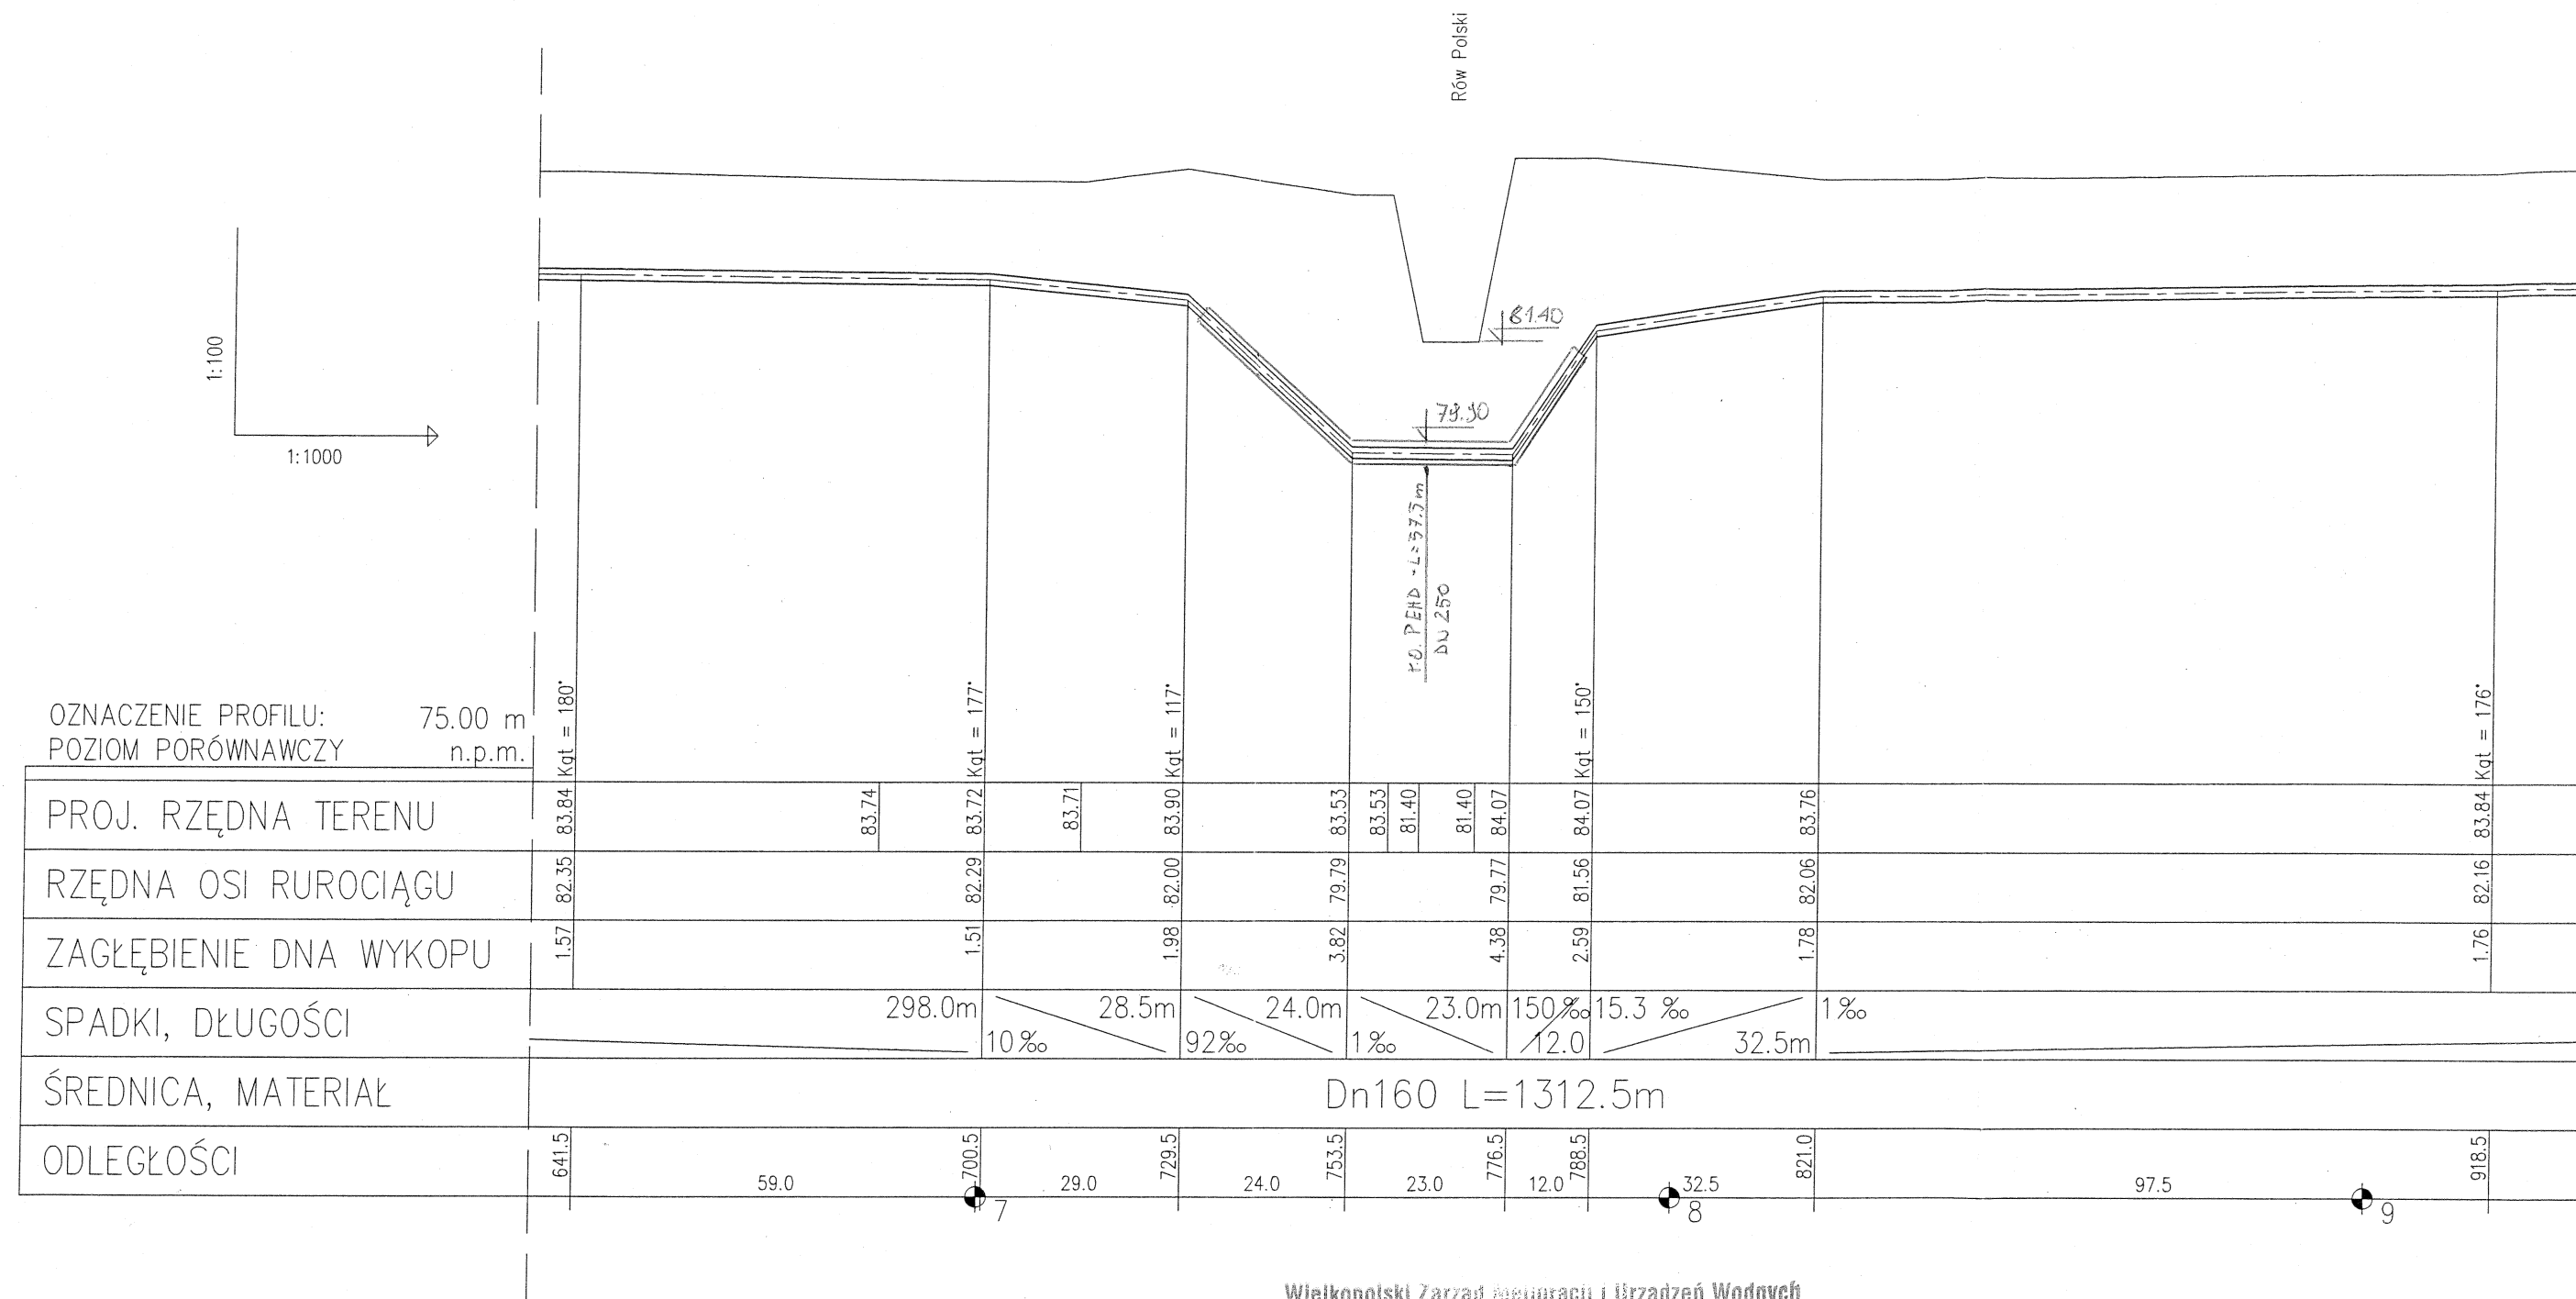 Rów Polski
1:100
1:1000
81.40
79.90
R.O. PEHD - L=57.5m
DN 250
OZNACZENIE PROFILU: 75.00 m
POZIOM PORÓWNAWCZY n.p.m.
Kąt = 180° Kąt = 177° Kąt = 117° Kąt = 150° Kąt = 176°
PROJ. RZĘDNA TERENU 83.84 83.74 83.72 83.71 83.90 83.53 83.53 81.40 81.40 84.07 84.07 83.76 83.84
RZĘDNA OSI RUROCIĄGU 82.35 82.29 82.00 79.79 79.77 81.56 82.06 82.16
ZAGŁĘBIENIE DNA WYKOPU 1.57 1.51 1.98 3.82 4.38 2.59 1.78 1.76
SPADKI, DŁUGOŚCI 298.0m 28.5m 24.0m 23.0m 150‰ 15.3 ‰ 1‰
10‰ 92‰ 1‰ 12.0 32.5m
ŚREDNICA, MATERIAŁ Dn160 L=1312.5m
ODLEGŁOŚCI 641.5 700.5 729.5 753.5 776.5 788.5 821.0 918.5
59.0 29.0 24.0 23.0 12.0 32.5 97.5
7 8 9
Wielkopolski Zarząd Melioracji i Urządzeń Wodnych